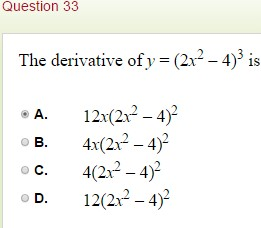 Question 33
The derivative of y = (2x² – 4)³ is
A. 12x(2x² – 4)²
B. 4x(2x² – 4)²
C. 4(2x² – 4)²
D. 12(2x² – 4)²